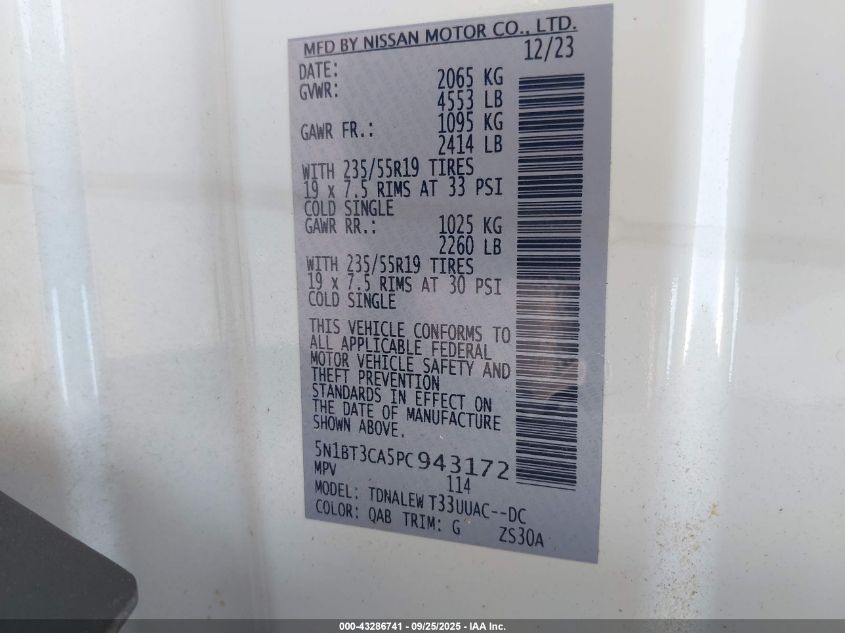 MFD BY NISSAN MOTOR CO., LTD.
DATE: 12/23
GVWR: 2065 KG
4553 LB
GAWR FR.: 1095 KG
2414 LB
WITH 235/55R19 TIRES
19 x 7.5 RIMS AT 33 PSI
COLD SINGLE
GAWR RR.: 1025 KG
2260 LB
WITH 235/55R19 TIRES
19 x 7.5 RIMS AT 30 PSI
COLD SINGLE
THIS VEHICLE CONFORMS TO
ALL APPLICABLE FEDERAL
MOTOR VEHICLE SAFETY AND
THEFT PREVENTION
STANDARDS IN EFFECT ON
THE DATE OF MANUFACTURE
SHOWN ABOVE.
5N1BT3CA5PC943172
MPV 114
MODEL: TDNALEW T33UUAC--DC
COLOR: QAB TRIM: G ZS30A
000-43286741 - 09/25/2025 - IAA Inc.